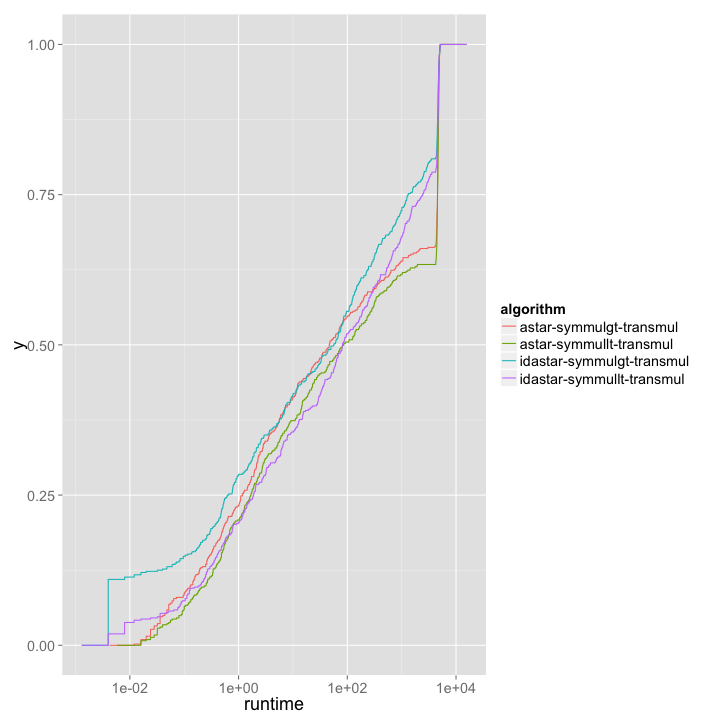 1.00
0.75
0.50
0.25
0.00
y
1e-02 1e+00 1e+02 1e+04
runtime
algorithm
astar-symmulgt-transmul
astar-symmullt-transmul
idastar-symmulgt-transmul
idastar-symmullt-transmul